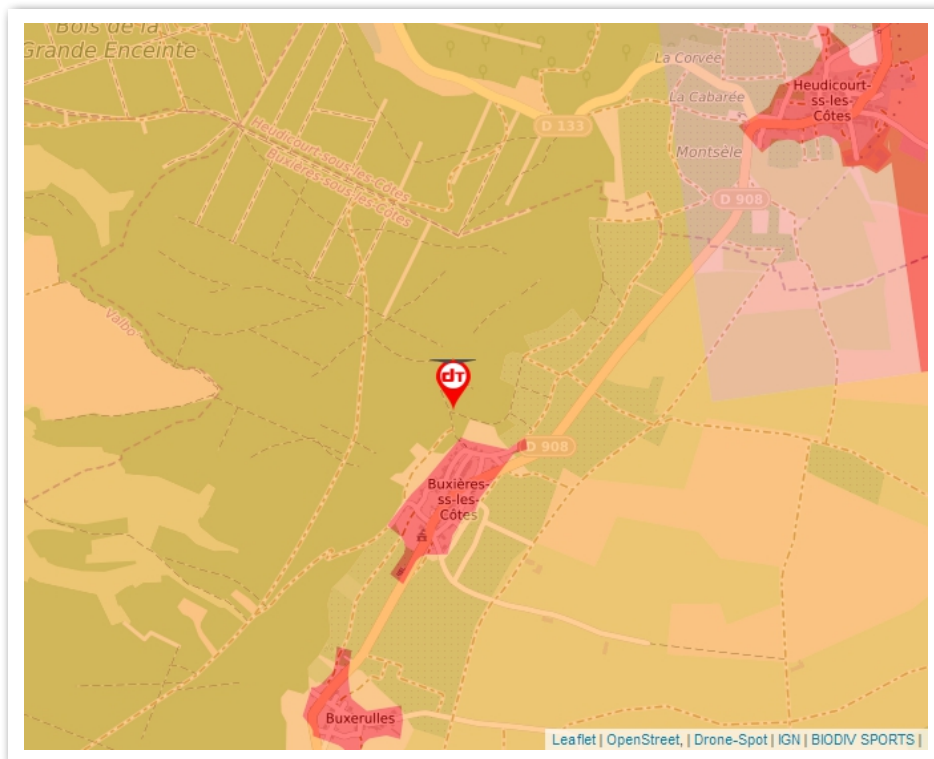 Bois de la
Grande Enceinte
La Corvée
Heudicourt-
ss-les-
Côtes
La Cabarée
D 133
Heudicourt-sous-les-Côtes
Buxières-sous-les-Côtes
Montsèle
D 908
Valbo
dT
D 908
Buxières-
ss-les-
Côtes
Buxerulles
Leaflet | OpenStreet, | Drone-Spot | IGN | BIODIV SPORTS |